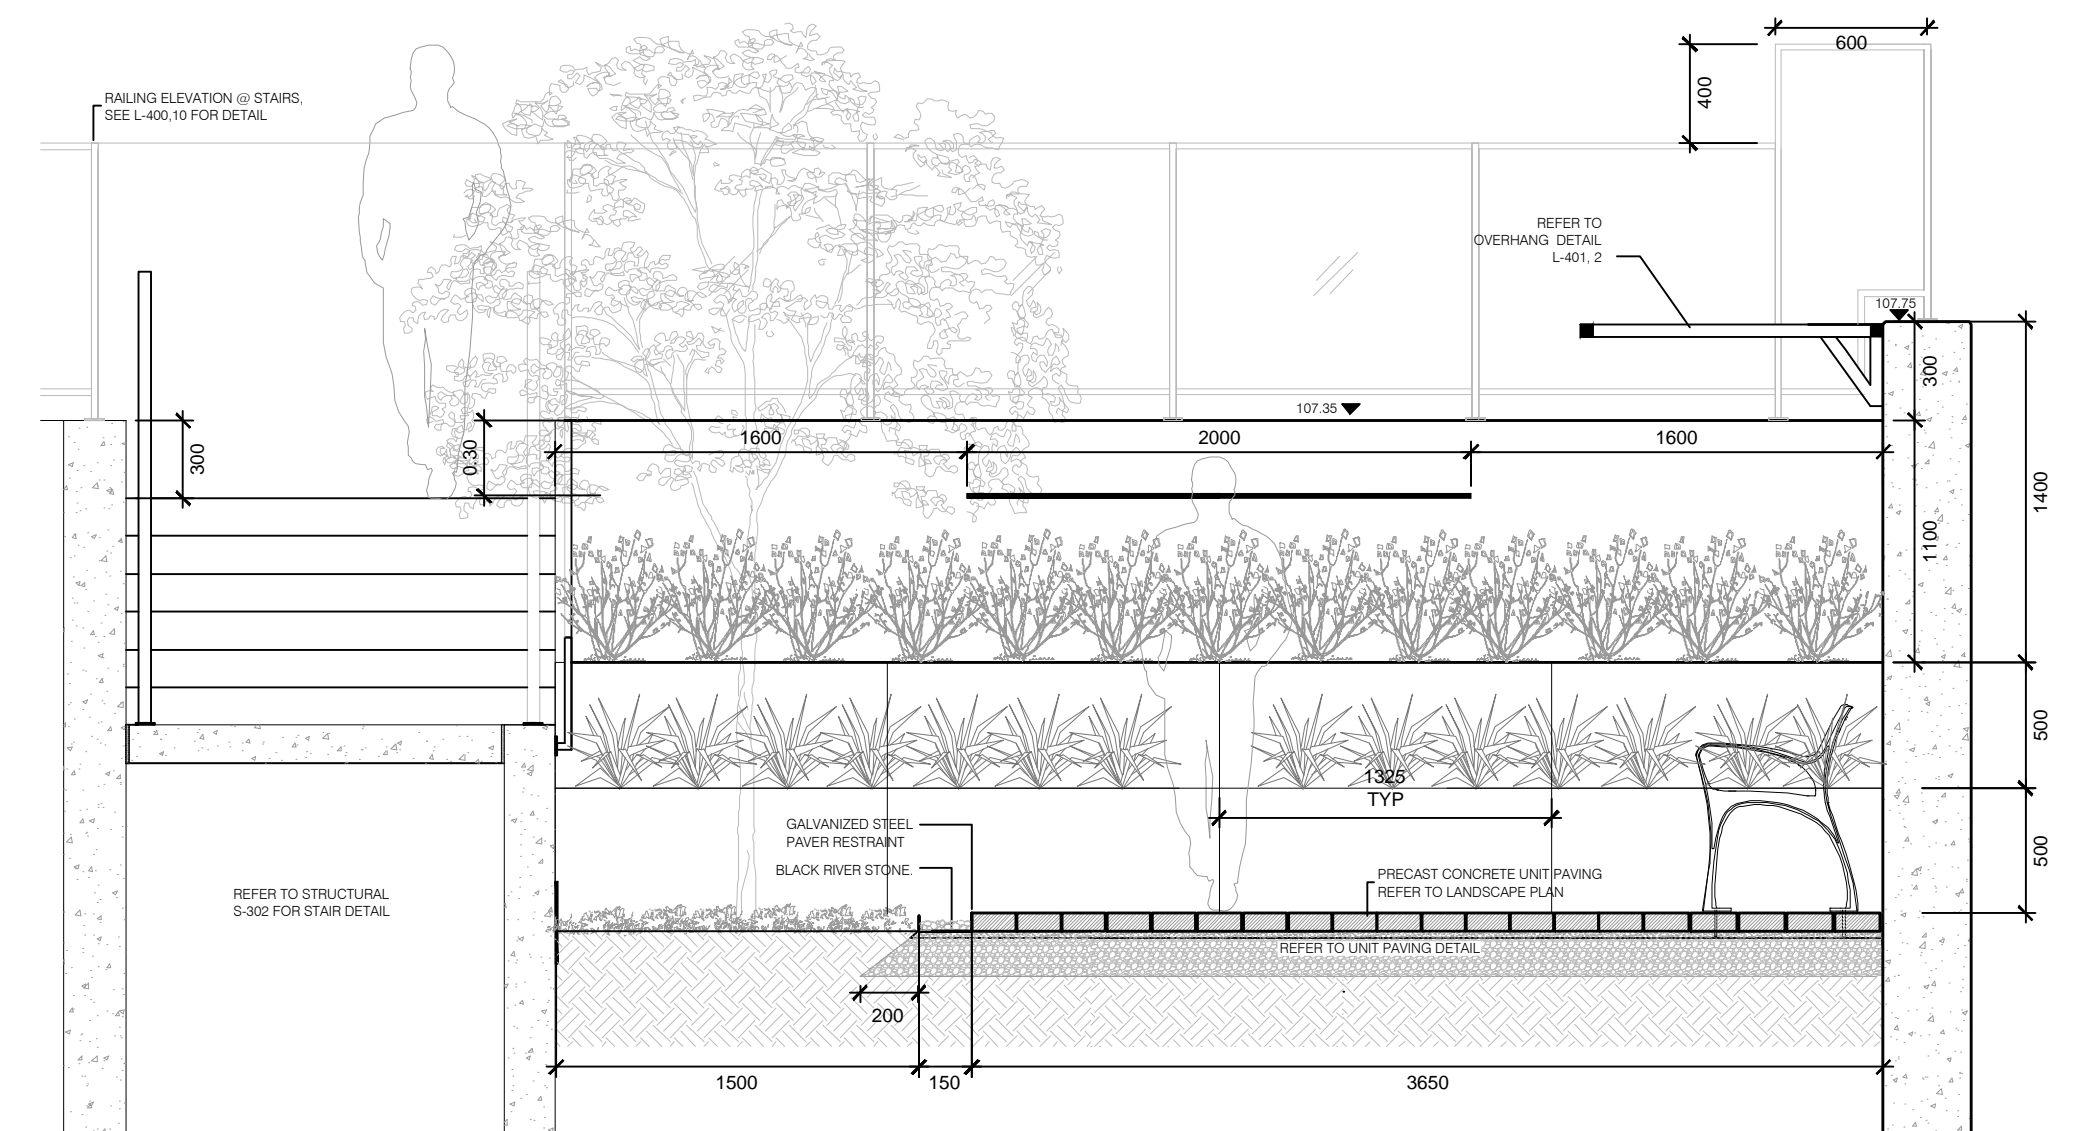 600
400
RAILING ELEVATION @ STAIRS,
SEE L-400,10 FOR DETAIL
REFER TO
OVERHANG DETAIL
L-401, 2
107.75
300
107.35
1600
2000
1600
300
0.30
1400
1100
500
1325
TYP
GALVANIZED STEEL
PAVER RESTRAINT
BLACK RIVER STONE.
500
PRECAST CONCRETE UNIT PAVING
REFER TO LANDSCAPE PLAN
REFER TO STRUCTURAL
S-302 FOR STAIR DETAIL
REFER TO UNIT PAVING DETAIL
200
1500
150
3650